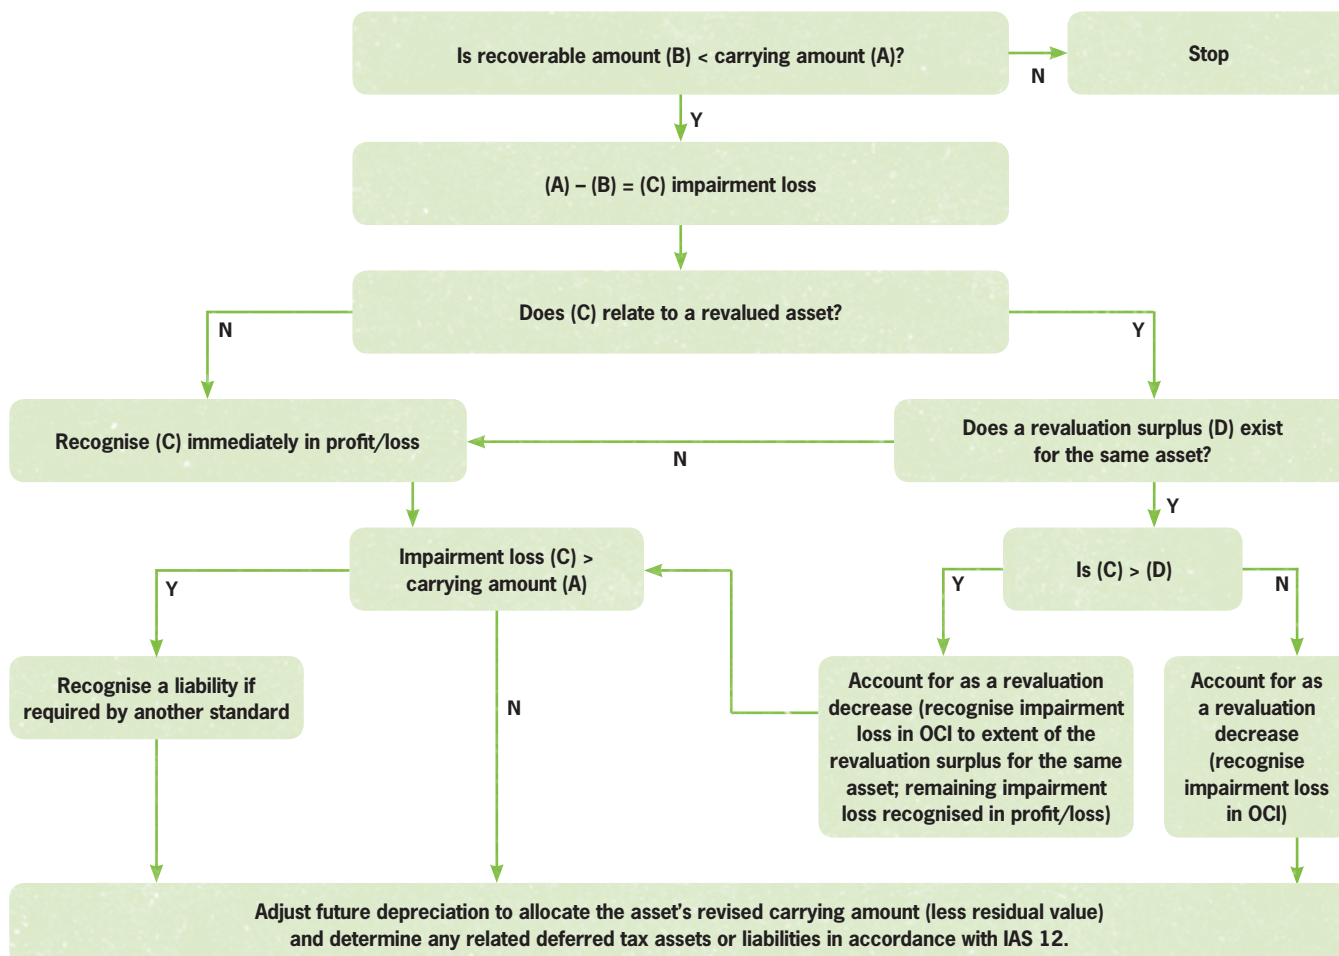 Is recoverable amount (B) < carrying amount (A)?
Stop
N
Y
(A) – (B) = (C) impairment loss
Does (C) relate to a revalued asset?
N
Y
Recognise (C) immediately in profit/loss
Does a revaluation surplus (D) exist
for the same asset?
N
Y
Impairment loss (C) >
carrying amount (A)
Is (C) > (D)
Y
Y
N
Recognise a liability if
required by another standard
N
Account for as a revaluation
decrease (recognise impairment
loss in OCI to extent of the
revaluation surplus for the same
asset; remaining impairment
loss recognised in profit/loss)
Account for as
a revaluation
decrease
(recognise
impairment loss
in OCI)
Adjust future depreciation to allocate the asset's revised carrying amount (less residual value)
and determine any related deferred tax assets or liabilities in accordance with IAS 12.